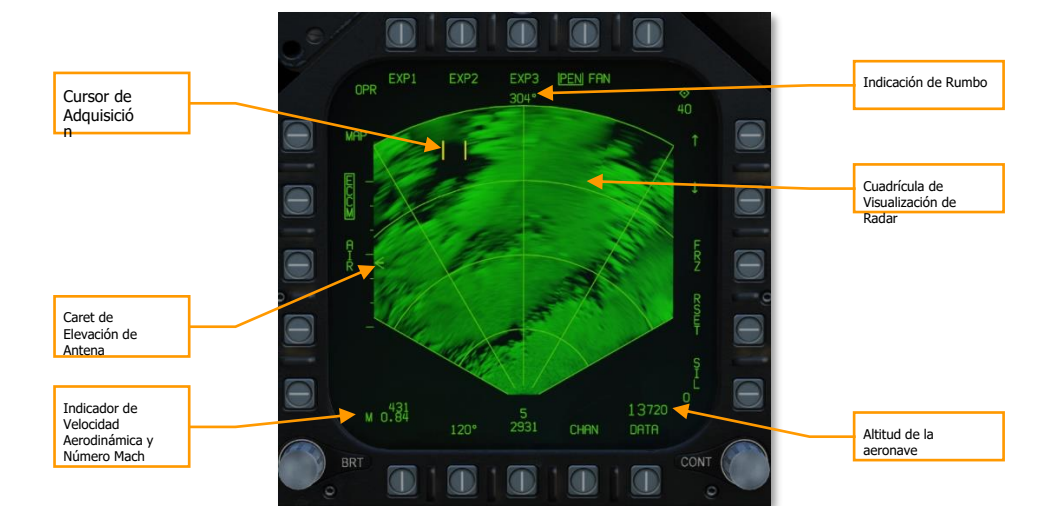 Cursor de
Adquisició
n
Caret de
Elevación de
Antena
Indicador de
Velocidad
Aerodinámica y
Número Mach
OPR
EXP1
EXP2
EXP3
PEN
FAN
304°
40
MAP
ECCM
AIR
FRZ
RSET
SIL
0
431
M 0.84
120°
5
2931
CHAN
13720
DATA
BRT
CONT
Indicación de Rumbo
Cuadrícula de
Visualización de
Radar
Altitud de la
aeronave